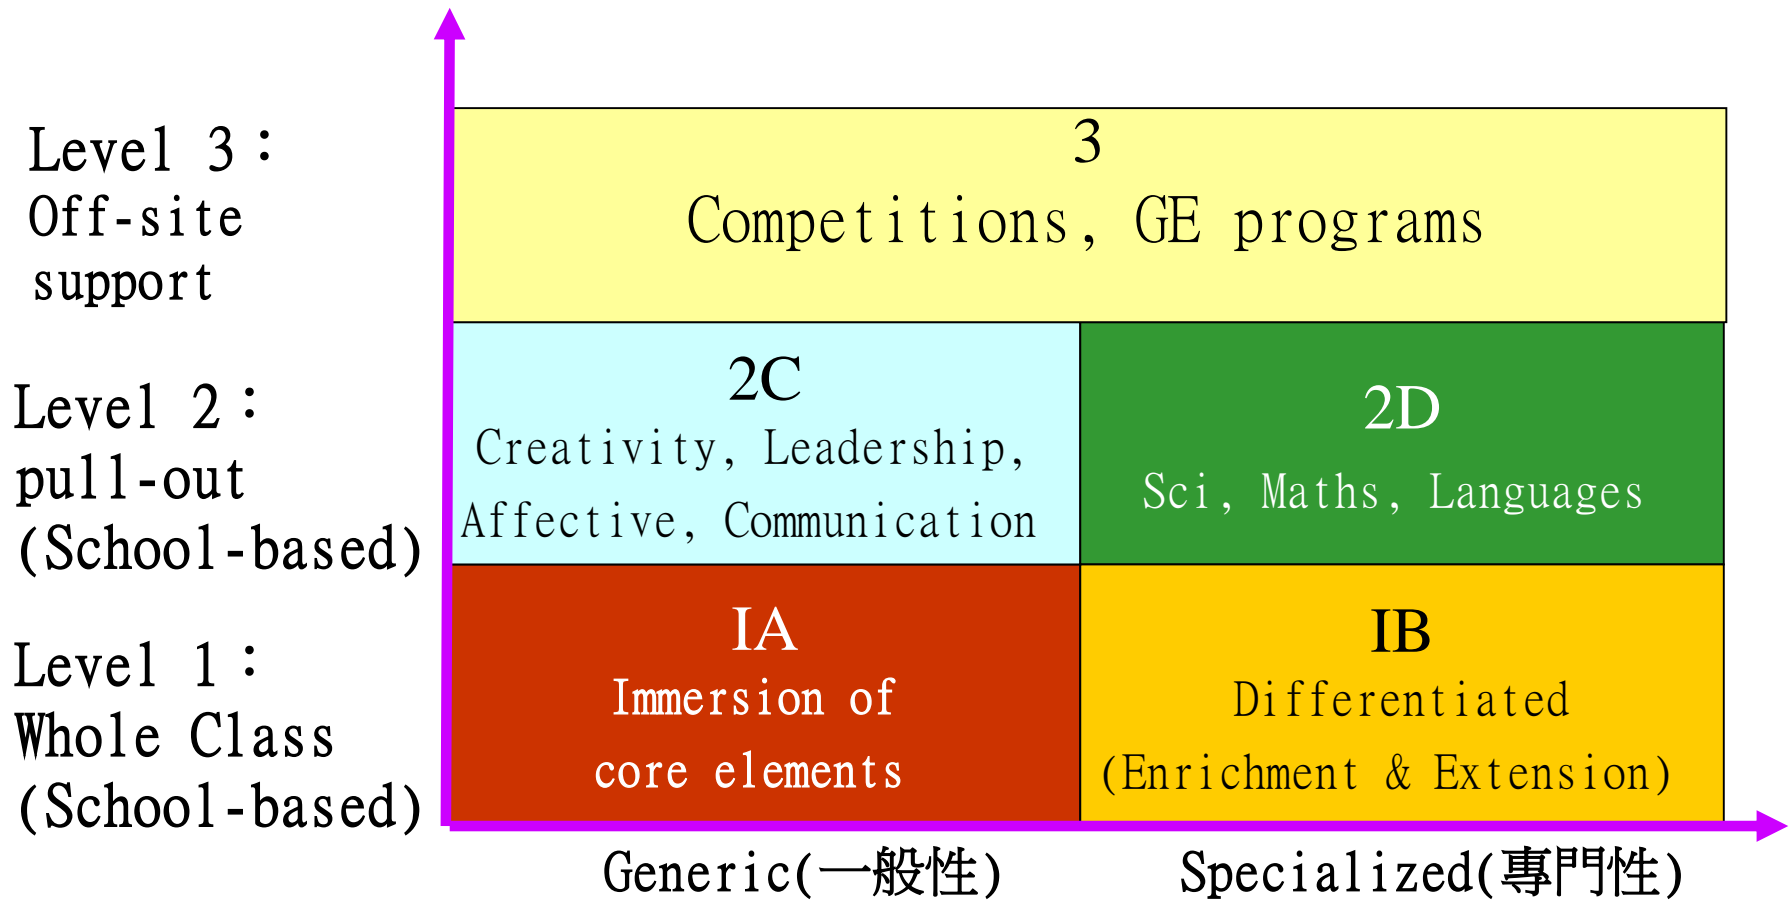 Level 3：
Off-site
support
3
Competitions, GE programs
Level 2：
pull-out
(School-based)
2C
Creativity, Leadership,
Affective, Communication
2D
Sci, Maths, Languages
Level 1：
Whole Class
(School-based)
IA
Immersion of
core elements
IB
Differentiated
(Enrichment & Extension)
Generic(一般性)
Specialized(專門性)